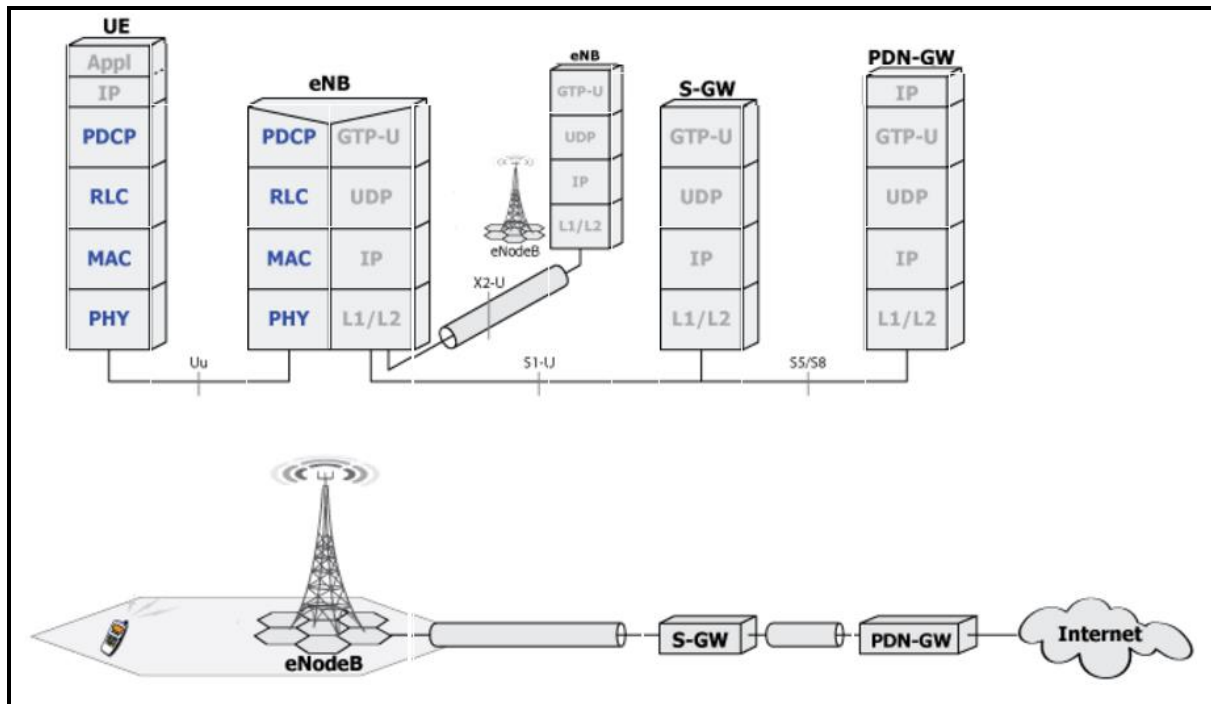 UE
Appl
IP
PDCP
RLC
MAC
PHY
eNB
PDCP GTP-U
RLC UDP
MAC IP
PHY L1/L2
eNB
GTP-U
UDP
IP
L1/L2
eNodeB
X2-U
S-GW
GTP-U
UDP
IP
L1/L2
PDN-GW
IP
GTP-U
UDP
IP
L1/L2
Uu
S1-U
S5/S8
eNodeB
S-GW
PDN-GW
Internet